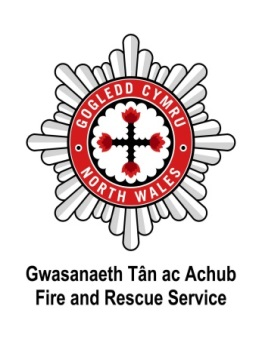 GOGLEDD CYMRU
NORTH WALES
Gwasanaeth Tân ac Achub
Fire and Rescue Service